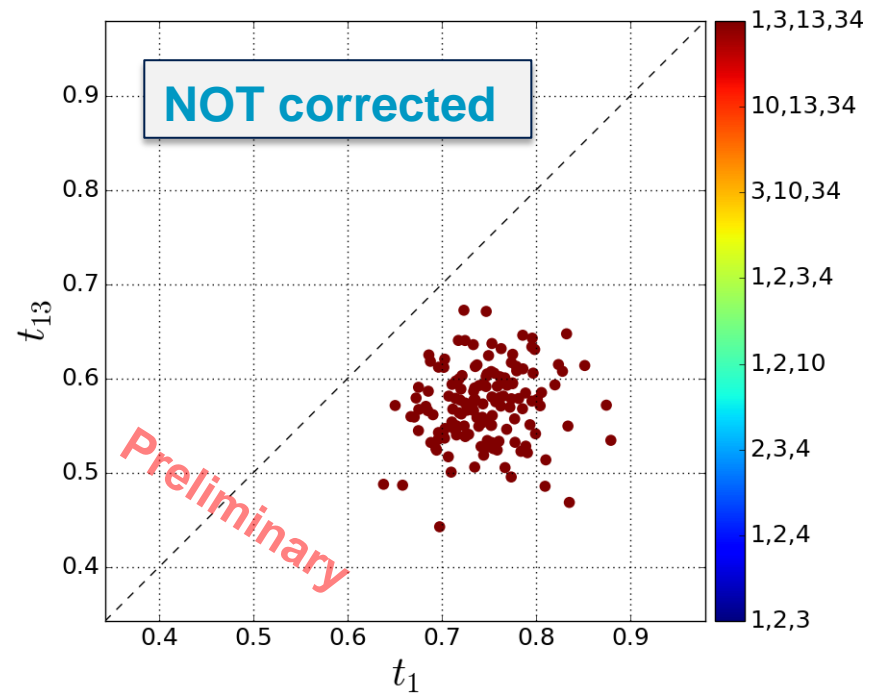 NOT corrected
Preliminary
0.9
0.8
0.7
0.6
0.5
0.4
t13
0.4 0.5 0.6 0.7 0.8 0.9
t1
1,3,13,34
10,13,34
3,10,34
1,2,3,4
1,2,10
2,3,4
1,2,4
1,2,3